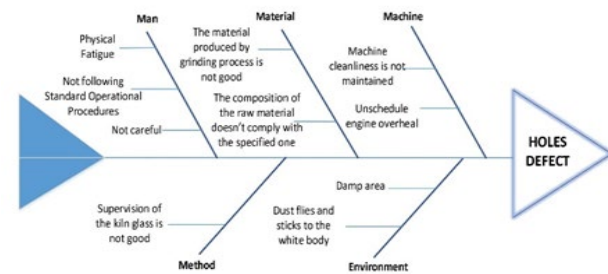 Man
Physical
Fatigue
Not following
Standard Operational
Procedures
Not careful
Material
The material
produced by
grinding process is
not good
The composition of
the raw material
doesn't comply with
the specified one
Machine
Machine
cleanliness is not
maintained
Unschedule
engine overheal
HOLES
DEFECT
Supervision of
the kiln glass is
not good
Method
Damp area
Dust flies and
sticks to the
white body
Environment